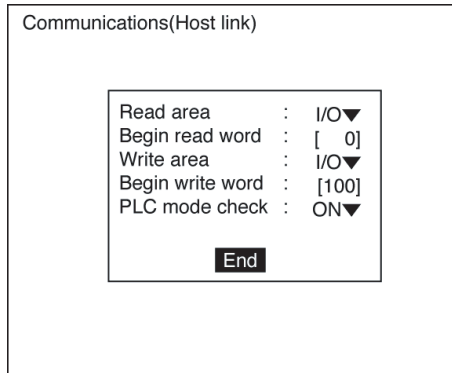 Communications(Host link)
Read area : I/O▼
Begin read word : [ 0]
Write area : I/O▼
Begin write word : [100]
PLC mode check : ON▼
End